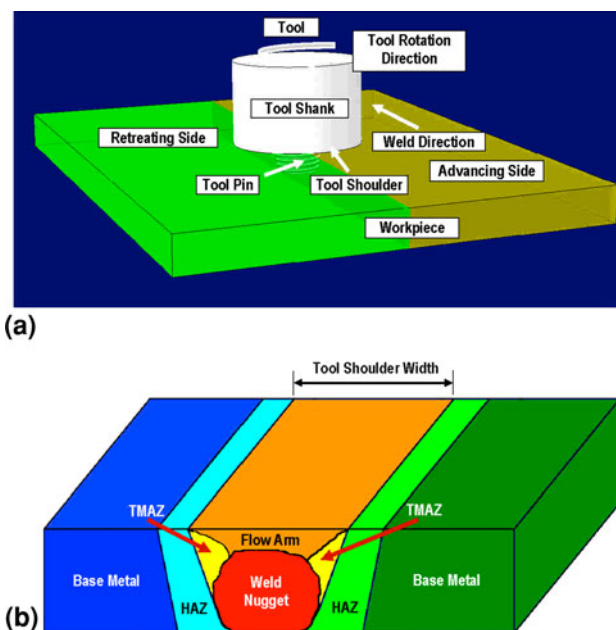 Tool
Tool Rotation
Direction
Tool Shank
Retreating Side
Weld Direction
Tool Pin
Tool Shoulder
Advancing Side
Workpiece
(a)
Tool Shoulder Width
TMAZ
TMAZ
Flow Arm
Base Metal
Weld
Nugget
Base Metal
HAZ
HAZ
(b)